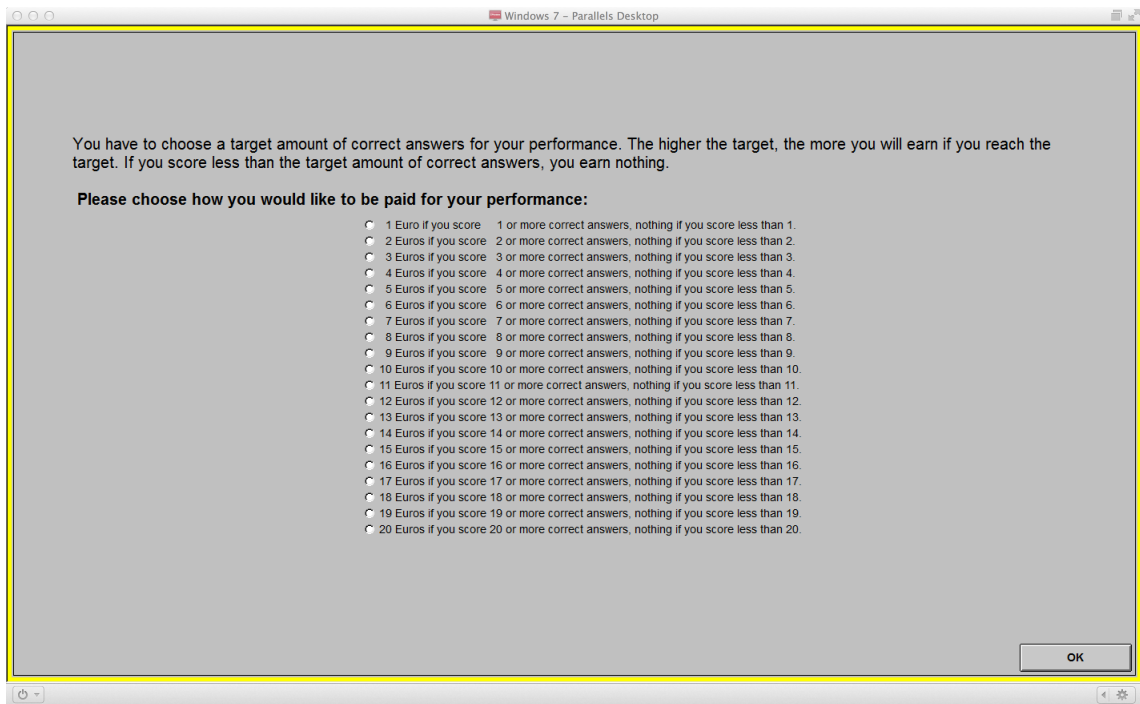 Windows 7 – Parallels Desktop
You have to choose a target amount of correct answers for your performance. The higher the target, the more you will earn if you reach the
target. If you score less than the target amount of correct answers, you earn nothing.
Please choose how you would like to be paid for your performance:
1 Euro if you score 1 or more correct answers, nothing if you score less than 1.
2 Euros if you score 2 or more correct answers, nothing if you score less than 2.
3 Euros if you score 3 or more correct answers, nothing if you score less than 3.
4 Euros if you score 4 or more correct answers, nothing if you score less than 4.
5 Euros if you score 5 or more correct answers, nothing if you score less than 5.
6 Euros if you score 6 or more correct answers, nothing if you score less than 6.
7 Euros if you score 7 or more correct answers, nothing if you score less than 7.
8 Euros if you score 8 or more correct answers, nothing if you score less than 8.
9 Euros if you score 9 or more correct answers, nothing if you score less than 9.
10 Euros if you score 10 or more correct answers, nothing if you score less than 10.
11 Euros if you score 11 or more correct answers, nothing if you score less than 11.
12 Euros if you score 12 or more correct answers, nothing if you score less than 12.
13 Euros if you score 13 or more correct answers, nothing if you score less than 13.
14 Euros if you score 14 or more correct answers, nothing if you score less than 14.
15 Euros if you score 15 or more correct answers, nothing if you score less than 15.
16 Euros if you score 16 or more correct answers, nothing if you score less than 16.
17 Euros if you score 17 or more correct answers, nothing if you score less than 17.
18 Euros if you score 18 or more correct answers, nothing if you score less than 18.
19 Euros if you score 19 or more correct answers, nothing if you score less than 19.
20 Euros if you score 20 or more correct answers, nothing if you score less than 20.
OK